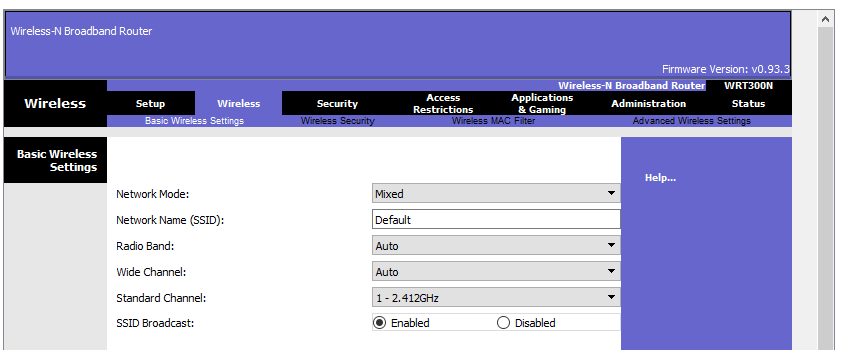 Wireless-N Broadband Router
Firmware Version: v0.93.3
Wireless-N Broadband Router WRT300N
Wireless
Setup Wireless Security Access Restrictions Applications & Gaming Administration Status
Basic Wireless Settings Wireless Security Wireless MAC Filter Advanced Wireless Settings
Basic Wireless
Settings
Help...
Network Mode: Mixed
Network Name (SSID): Default
Radio Band: Auto
Wide Channel: Auto
Standard Channel: 1 - 2.412GHz
SSID Broadcast: Enabled Disabled